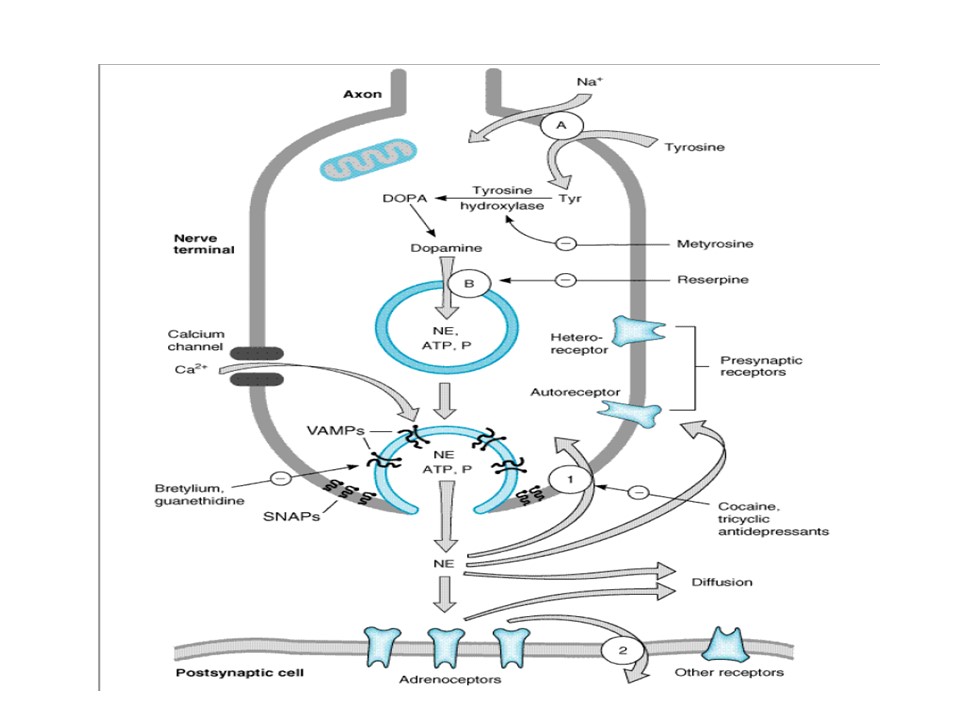 Axon
Na+
A
Tyrosine
DOPA
Tyrosine
hydroxylase
Tyr
Nerve
terminal
Dopamine
Metyrosine
B
Reserpine
NE,
ATP, P
Calcium
channel
Ca2+
Hetero-
receptor
Presynaptic
receptors
Autoreceptor
VAMPs
NE
ATP, P
1
Bretylium,
guanethidine
SNAPs
Cocaine,
tricyclic
antidepressants
NE
Diffusion
2
Postsynaptic cell
Adrenoceptors
Other receptors